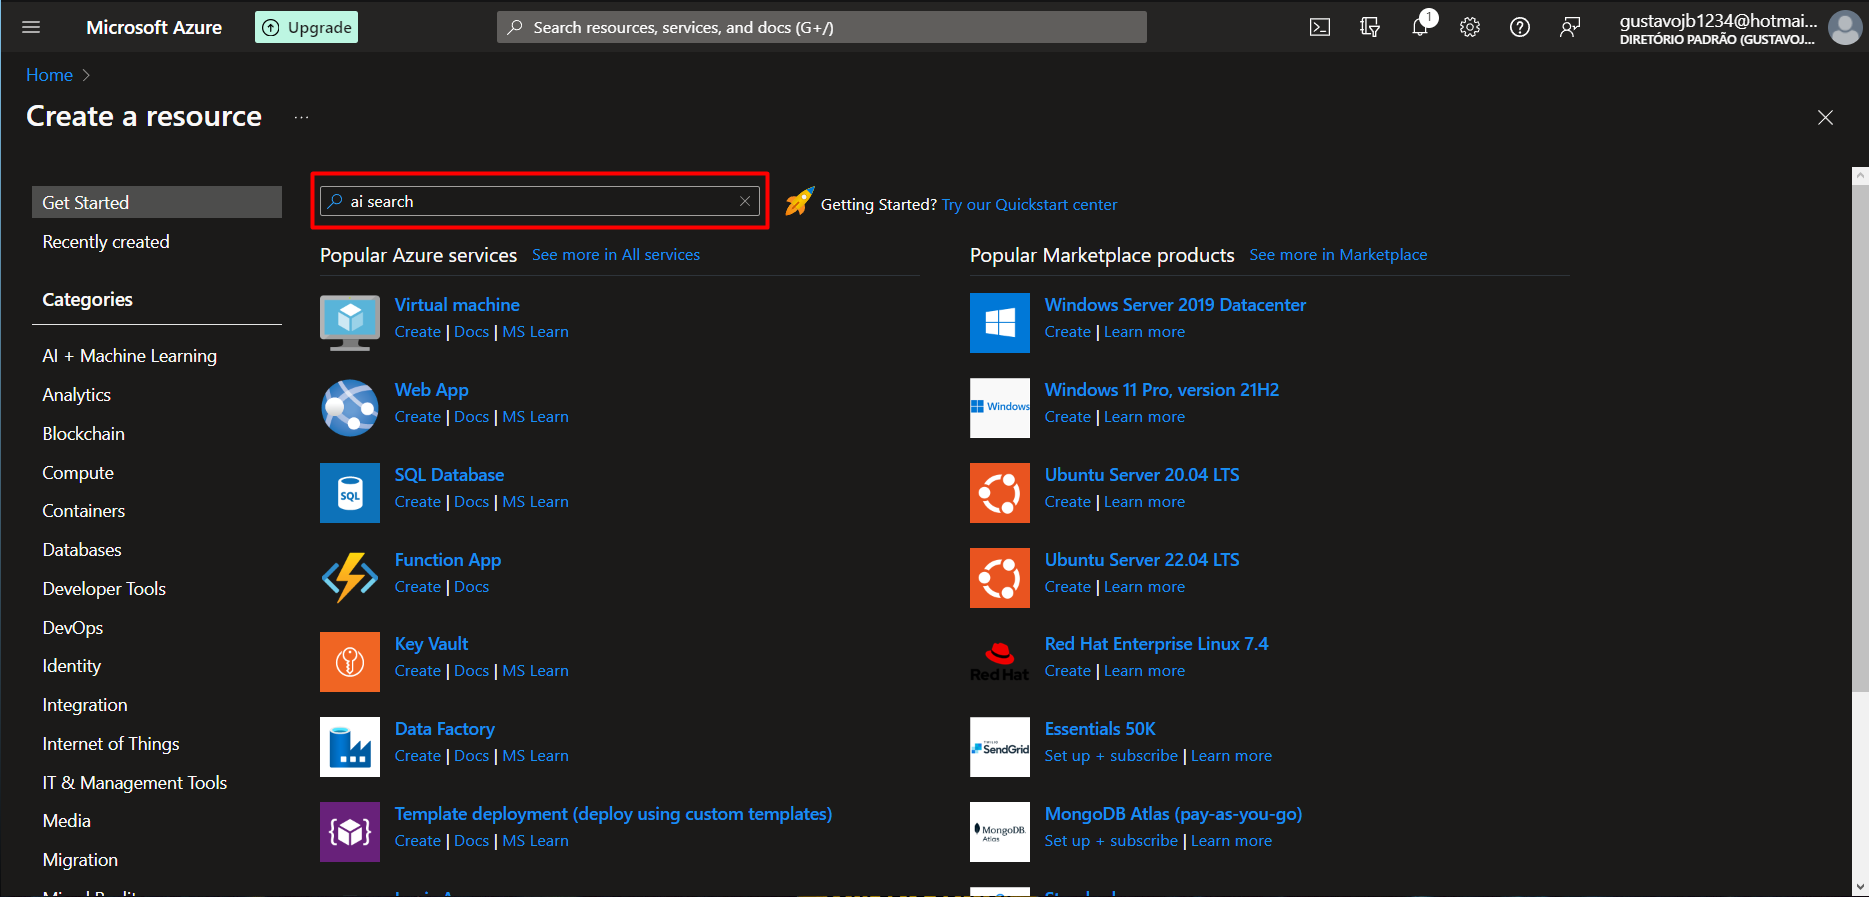 Microsoft Azure
Upgrade
Search resources, services, and docs (G+/)
1
gustavojb1234@hotmai...
DIRETÓRIO PADRÃO (GUSTAVOJ...
Home
Create a resource
...
Get Started
Recently created
Categories
AI + Machine Learning
Analytics
Blockchain
Compute
Containers
Databases
Developer Tools
DevOps
Identity
Integration
Internet of Things
IT & Management Tools
Media
Migration
ai search
Getting Started? Try our Quickstart center
Popular Azure services See more in All services
Virtual machine
Create | Docs | MS Learn
Web App
Create | Docs | MS Learn
SQL
SQL Database
Create | Docs | MS Learn
Function App
Create | Docs
Key Vault
Create | Docs | MS Learn
Data Factory
Create | Docs | MS Learn
Template deployment (deploy using custom templates)
Create | Docs | MS Learn
Popular Marketplace products See more in Marketplace
Windows Server 2019 Datacenter
Create | Learn more
Windows
Windows 11 Pro, version 21H2
Create | Learn more
Ubuntu Server 20.04 LTS
Create | Learn more
Ubuntu Server 22.04 LTS
Create | Learn more
Red Hat
Red Hat Enterprise Linux 7.4
Create | Learn more
SendGrid
Essentials 50K
Set up + subscribe | Learn more
MongoDB.
Atlas
MongoDB Atlas (pay-as-you-go)
Set up + subscribe | Learn more